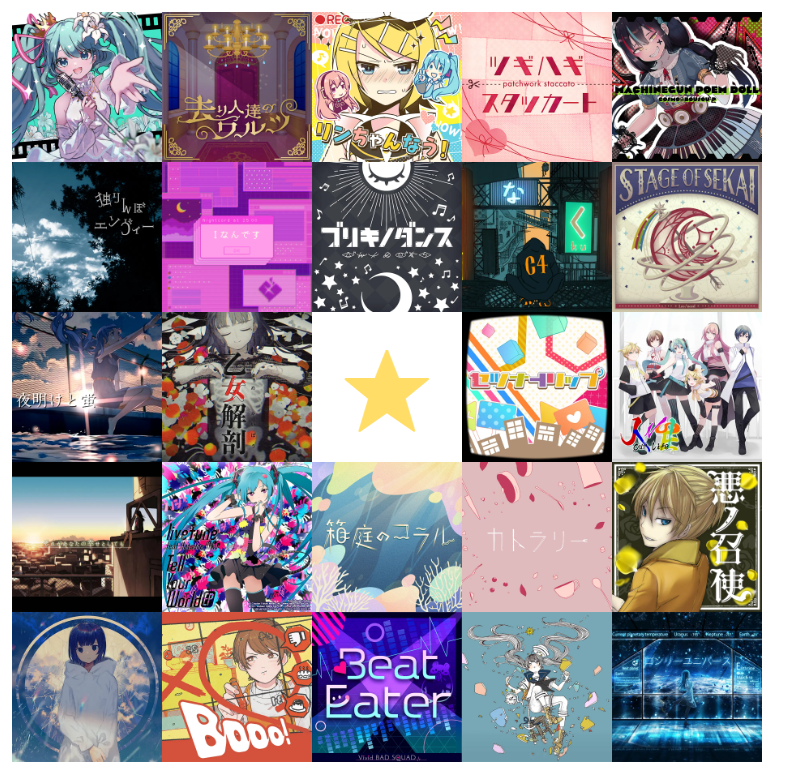 REC
NOW
WOW!
リンちゃんなう!
去り人達の
ワルツ
ツギハギ
patchwork staccato
スタッカート
MACHINEGUN POEM DOLL
COSMO@BOUSOUP
独りんぼ
エンヴィー
Iなんです
ブリキノダンス
な
く
ku
C4
STAGE OF SEKAI
夜明けと蛍
乙女解剖
セツナトリップ
livetune
Tell
Your
World
箱庭のコラル
カトラリー
悪ノ召使
BOoo!
Beat
Eater
Vivid BAD SQUAD
ロンリーユニバース